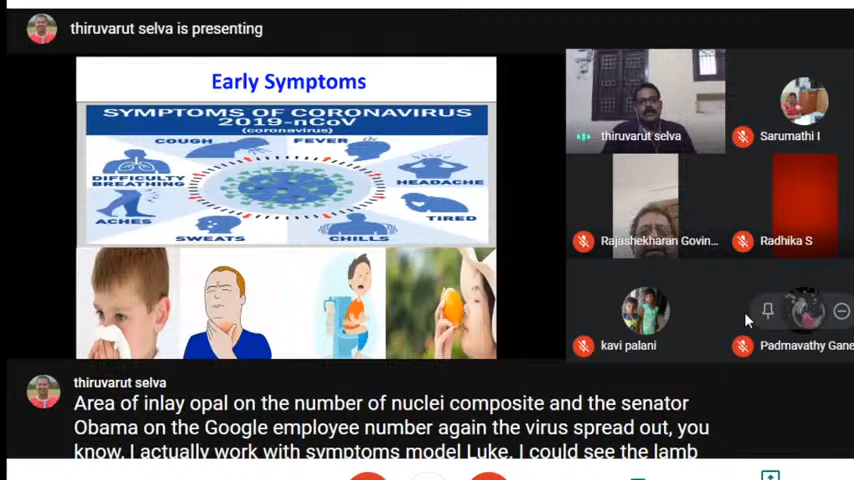 thiruvarut selva is presenting
Early Symptoms
SYMPTOMS OF CORONAVIRUS
2019-nCoV
(coronavirus)
COUGH
FEVER
DIFFICULTY
BREATHING
HEADACHE
ACHES
TIRED
SWEATS
CHILLS
thiruvarut selva
Sarumathi I
Rajashekharan Govin...
Radhika S
kavi palani
Padmavathy Gane
thiruvarut selva
Area of inlay opal on the number of nuclei composite and the senator
Obama on the Google employee number again the virus spread out, you
know. I actually work with symptoms model Luke. I could see the lamb